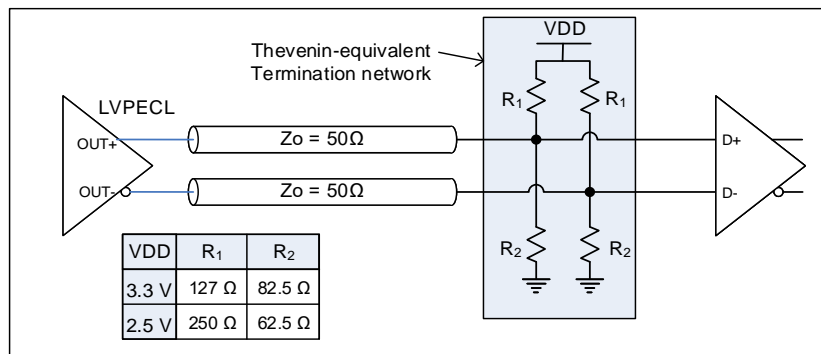 VDD
Thevenin-equivalent
Termination network
R₁ R₁
LVPECL
OUT+ Zo = 50Ω D+
OUT- Zo = 50Ω D-
R₂ R₂
VDD R₁ R₂
3.3 V 127 Ω 82.5 Ω
2.5 V 250 Ω 62.5 Ω